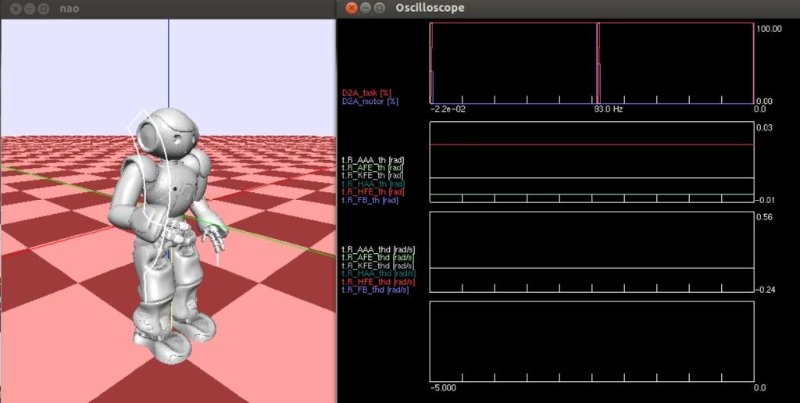 nao
Oscilloscope
100.00
D2A_task [%]
D2A_motor [%]
0.00
-2.2e-02
93.0 Hz
0.0
0.03
t.R_AAA_th [rad]
t.R_AFE_th [rad]
t.R_KFE_th [rad]
t.R_HAA_th [rad]
t.R_HFE_th [rad]
t.R_FB_th [rad]
-0.01
0.56
t.R_AAA_thd [rad/s]
t.R_AFE_thd [rad/s]
t.R_KFE_thd [rad/s]
t.R_HAA_thd [rad/s]
t.R_HFE_thd [rad/s]
t.R_FB_thd [rad/s]
-0.24
-5.000
0.0